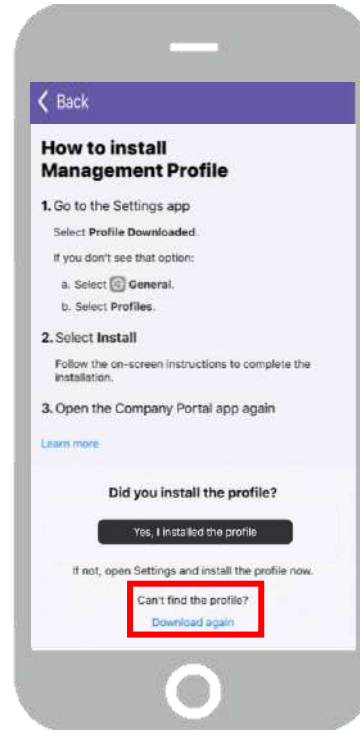 Back
How to install
Management Profile
1. Go to the Settings app
Select Profile Downloaded.
If you don't see that option:
a. Select General.
b. Select Profiles.
2. Select Install
Follow the on-screen instructions to complete the
installation.
3. Open the Company Portal app again
Learn more
Did you install the profile?
Yes, I installed the profile
If not, open Settings and install the profile now.
Can't find the profile?
Download again